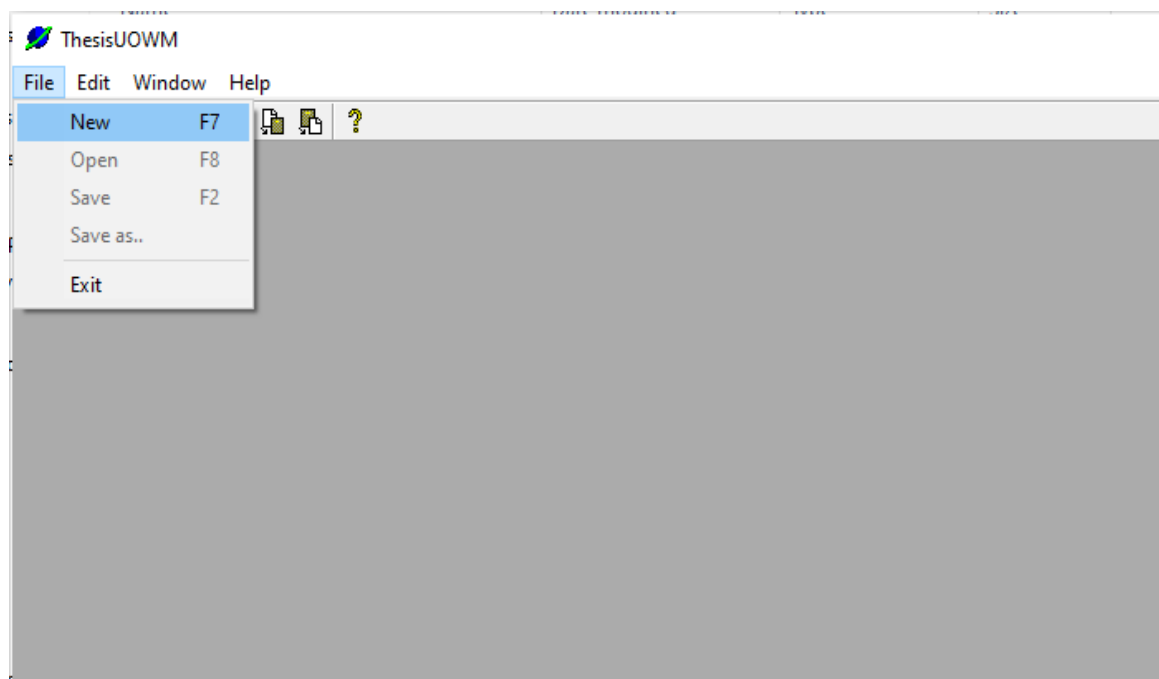 ThesisUOWM
File Edit Window Help
New F7
Open F8
Save F2
Save as..
Exit